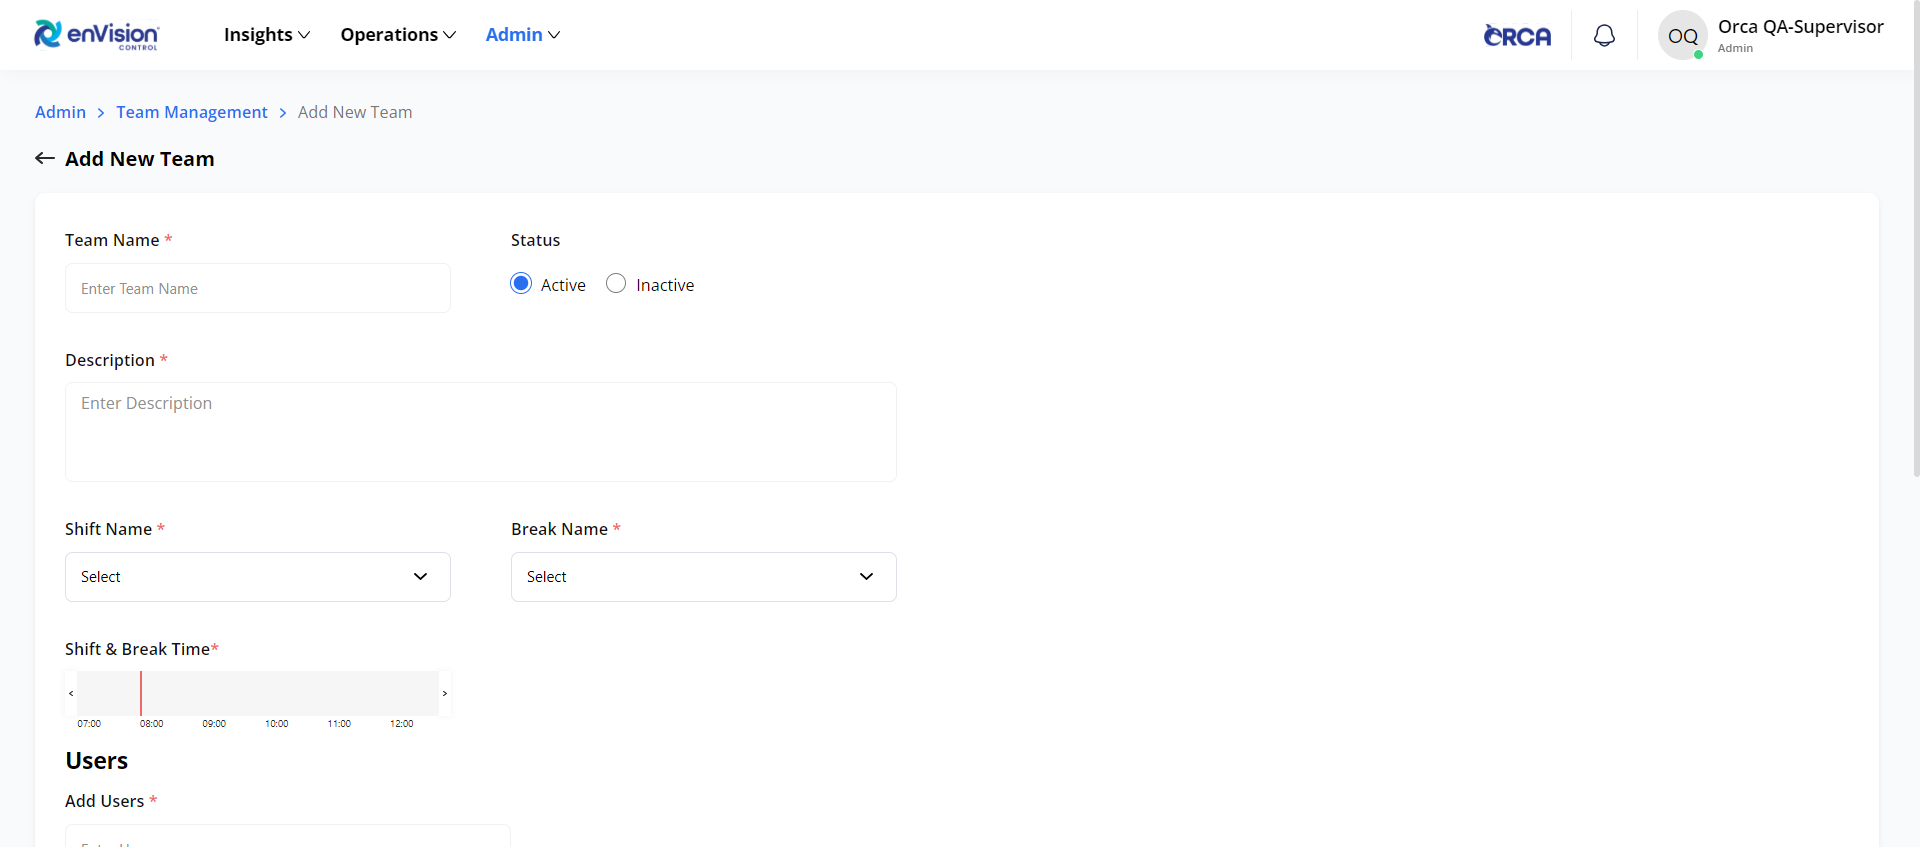 enVision
CONTROL
Insights
Operations
Admin
ORCA
OQ
Orca QA-Supervisor
Admin
Admin > Team Management > Add New Team
Add New Team
Team Name *
Status
Enter Team Name
Active
Inactive
Description *
Enter Description
Shift Name *
Break Name *
Select
Select
Shift & Break Time*
< >
07:00 08:00 09:00 10:00 11:00 12:00
Users
Add Users *